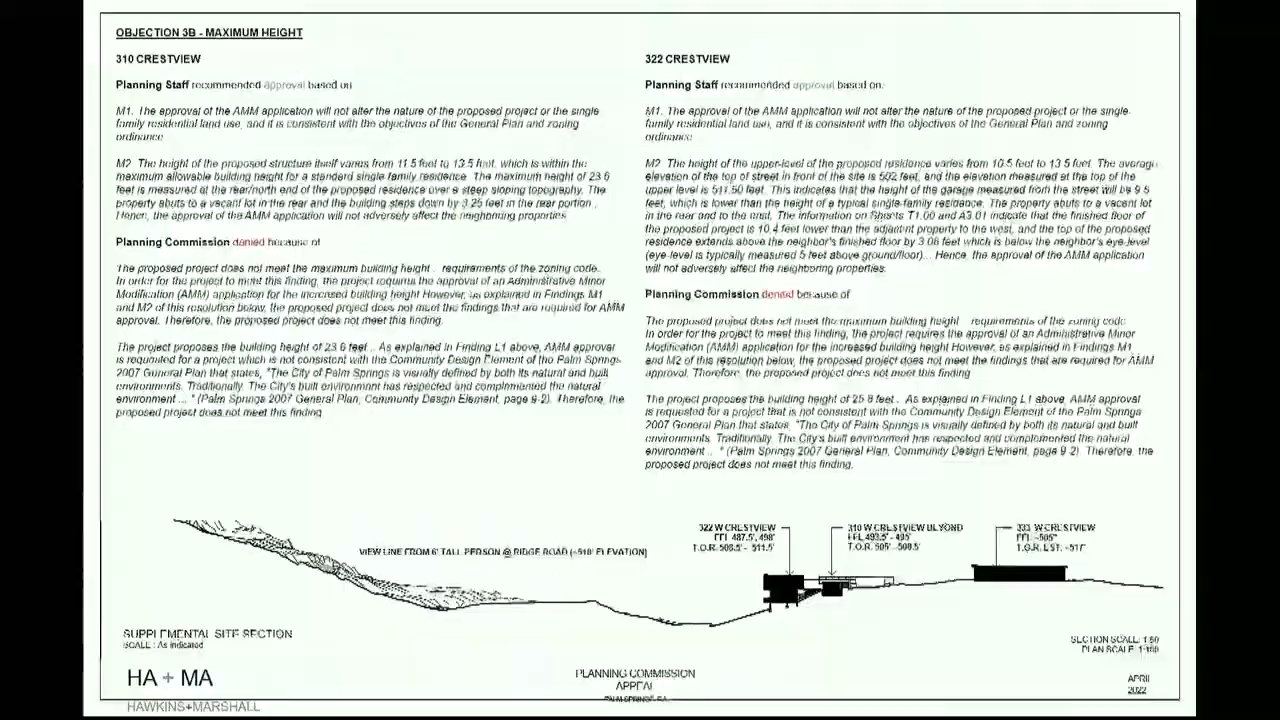 OBJECTION 3B - MAXIMUM HEIGHT
310 CRESTVIEW
Planning Staff recommended approval based on
M1. The approval of the AMM application will not alter the nature of the proposed project or the single
family residential land use, and it is consistent with the objectives of the General Plan and zoning
ordinance
M2 The height of the proposed structure itself varies from 11.5 feet to 13.5 feet, which is within the
maximum allowable building height for a standard single family residence The maximum height of 23.6
feet is measured at the rear/north end of the proposed residence over a steep sloping topography. The
property abuts to a vacant lot in the rear and the building steps down by 3.25 feet in the rear portion .
Hence, the approval of the AMM application will not adversely affect the neighboring properties
Planning Commission denied because of
The proposed project does not meet the maximum building height .. requirements of the zoning code.
In order for the project to meet this finding, the project requires the approval of an Administrative Minor
Modification (AMM) application for the increased building height However, as explained in Findings M1
and M2 of this resolution below, the proposed project does not meet the findings that are required for AMM
approval. Therefore, the proposed project does not meet this finding.
The project proposes the building height of 23.6 feet .. As explained in Finding L1 above, AMM approval
is requested for a project which is not consistent with the Community Design Element of the Palm Springs
2007 General Plan that states, "The City of Palm Springs is visually defined by both its natural and built
environments. Traditionally. The City's built environmnt has respected and complemented the natural
environment ... " (Palm Springs 2007 General Plan, Community Design Element, page 9-2). Therefore, the
proposed project does not meet this finding
322 CRESTVIEW
Planning Staff recommended approval based on:
M1. The approval of the AMM application will not alter the nature of the proposed project or the single-
family residential land use, and it is consistent with the objectives of the General Plan and zoning
ordinance
M2 The height of the upper-level of the proposed residence varies from 10.5 feet to 13.5 feet. The average
elevation of the top of street in front of the site is 502 feet, and the elevation measured at the top of the
upper level is 511.50 feet. This indicates that the height of the garage measured from the street will be 9.5
feet, which is lower than the height of a typical single-family residence. The property abuts to a vacant lot
in the rear and to the east. The information on Sheets T1.00 and A3.01 indicate that the finished floor of
the proposed project is 10.4 feet lower than the adjacent property to the west, and the top of the proposed
residence extends above the neighbor's finished floor by 3.08 feet which is below the neighbor's eye-level
(eye-level is typically measured 5 feet above ground/floor)... Hence, the approval of the AMM application
will not adversely affect the neighboring properties.
Planning Commission denied because of
The proposed project does not meet the maximum building height .. requirements of the zoning code.
In order for the project to meet this finding, the project requires the approval of an Administrative Minor
Modification (AMM) application for the increased building height However, as explained in Findings M1
and M2 of this resolution below, the proposed project does not meet the findings that are required for AMM
approval. Therefore, the proposed project does not meet this finding
The project proposes the building height of 25.8 feet .. As explained in Finding L1 above, AMM approval
is requested for a project that is not consistent with the Community Design Element of the Palm Springs
2007 General Plan that states, "The City of Palm Springs is visually defined by both its natural and built
environments. Traditionally. The City's built environment has respected and complemented the natural
environment .. " (Palm Springs 2007 General Plan, Community Design Element, page 9-2) Therefore, the
proposed project does not meet this finding.
VIEW LINE FROM 6' TALL PERSON @ RIDGE ROAD (~510' ELEVATION)
322 W CRESTVIEW
FFL 487.5', 498'
T.O.R. 508.5' - 511.5'
310 W CRESTVIEW BEYOND
FFL 493.5' - 495'
T.O.R. 505' - 508.5'
333 W CRESTVIEW
FFL ~505'
T.O.R. EST. ~517'
SUPPLEMENTAL SITE SECTION
SCALE : As indicated
SECTION SCALE: 1:50
PLAN SCALE: 1:100
HA + MA
HAWKINS+MARSHALL
PLANNING COMMISSION
APPEAL
PALM SPRINGS, CA
APRIL
2022